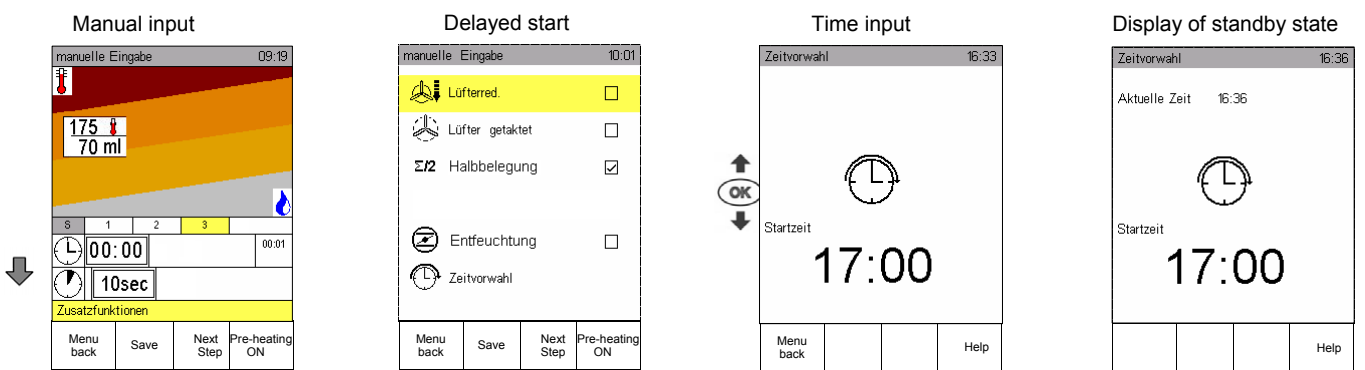 Manual input
manuelle Eingabe 09:19
175
70 ml
S 1 2 3
00:00 00:01
10sec
Zusatzfunktionen
Menu back Save Next Step Pre-heating ON
Delayed start
manuelle Eingabe 10:01
Lüfterred.
Lüfter getaktet
Σ/2 Halbbelegung
Entfeuchtung
Zeitvorwahl
Menu back Save Next Step Pre-heating ON
Time input
Zeitvorwahl 16:33
OK
Startzeit
17:00
Menu back Help
Display of standby state
Zeitvorwahl 16:36
Aktuelle Zeit 16:36
Startzeit
17:00
Help